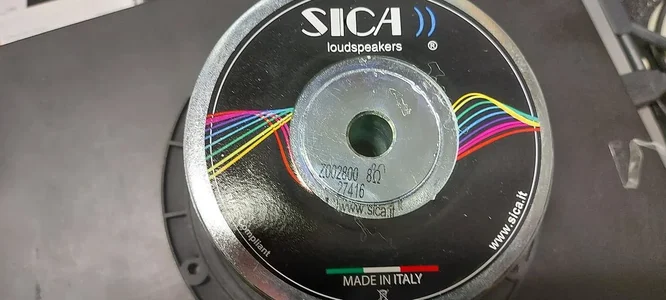 SICA
loudspeakers ®
Z002800 8Ω
27416
www.sica.it
www.sica.it
compliant
MADE IN ITALY